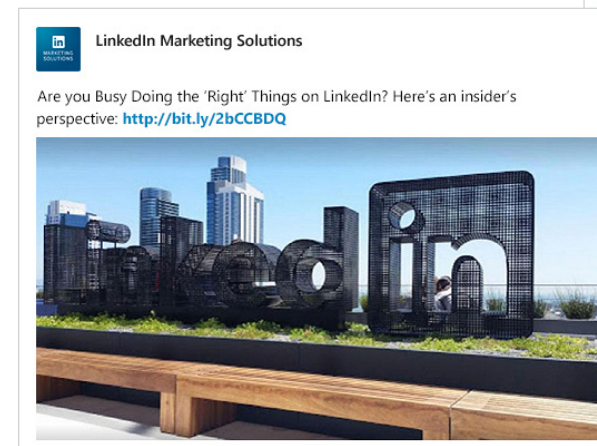 in
MARKETING
SOLUTIONS
LinkedIn Marketing Solutions
Are you Busy Doing the ‘Right’ Things on LinkedIn? Here’s an insider’s
perspective: http://bit.ly/2bCCBDQ
linkedin